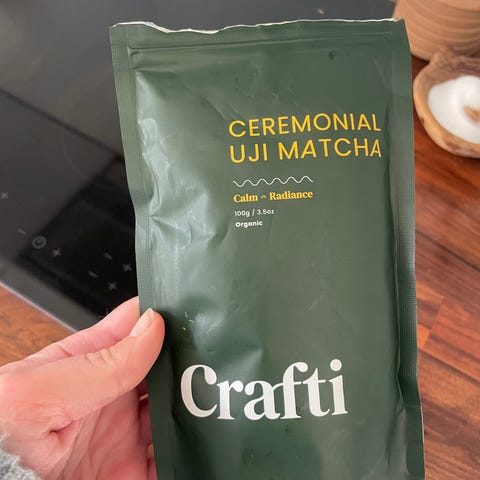 CEREMONIAL
UJI MATCHA
Calm ^ Radiance
100g / 3.5oz
Organic
Crafti